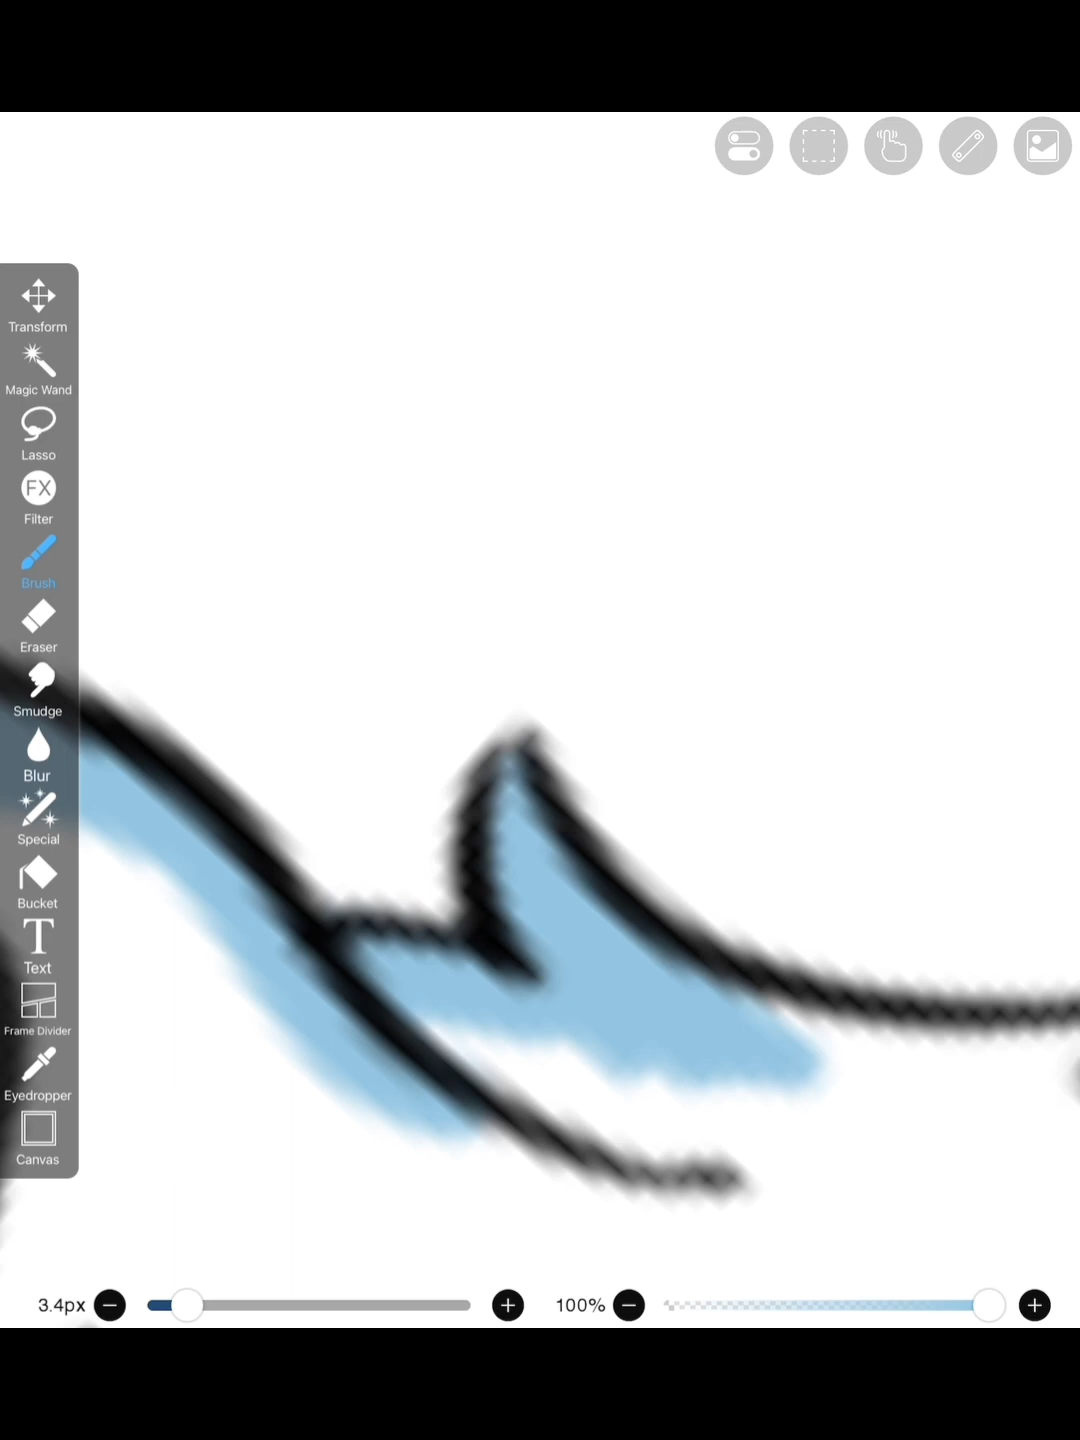 Transform
Magic Wand
Lasso
FX
Filter
Brush
Eraser
Smudge
Blur
Special
Bucket
T
Text
Frame Divider
Eyedropper
Canvas
3.4px
100%